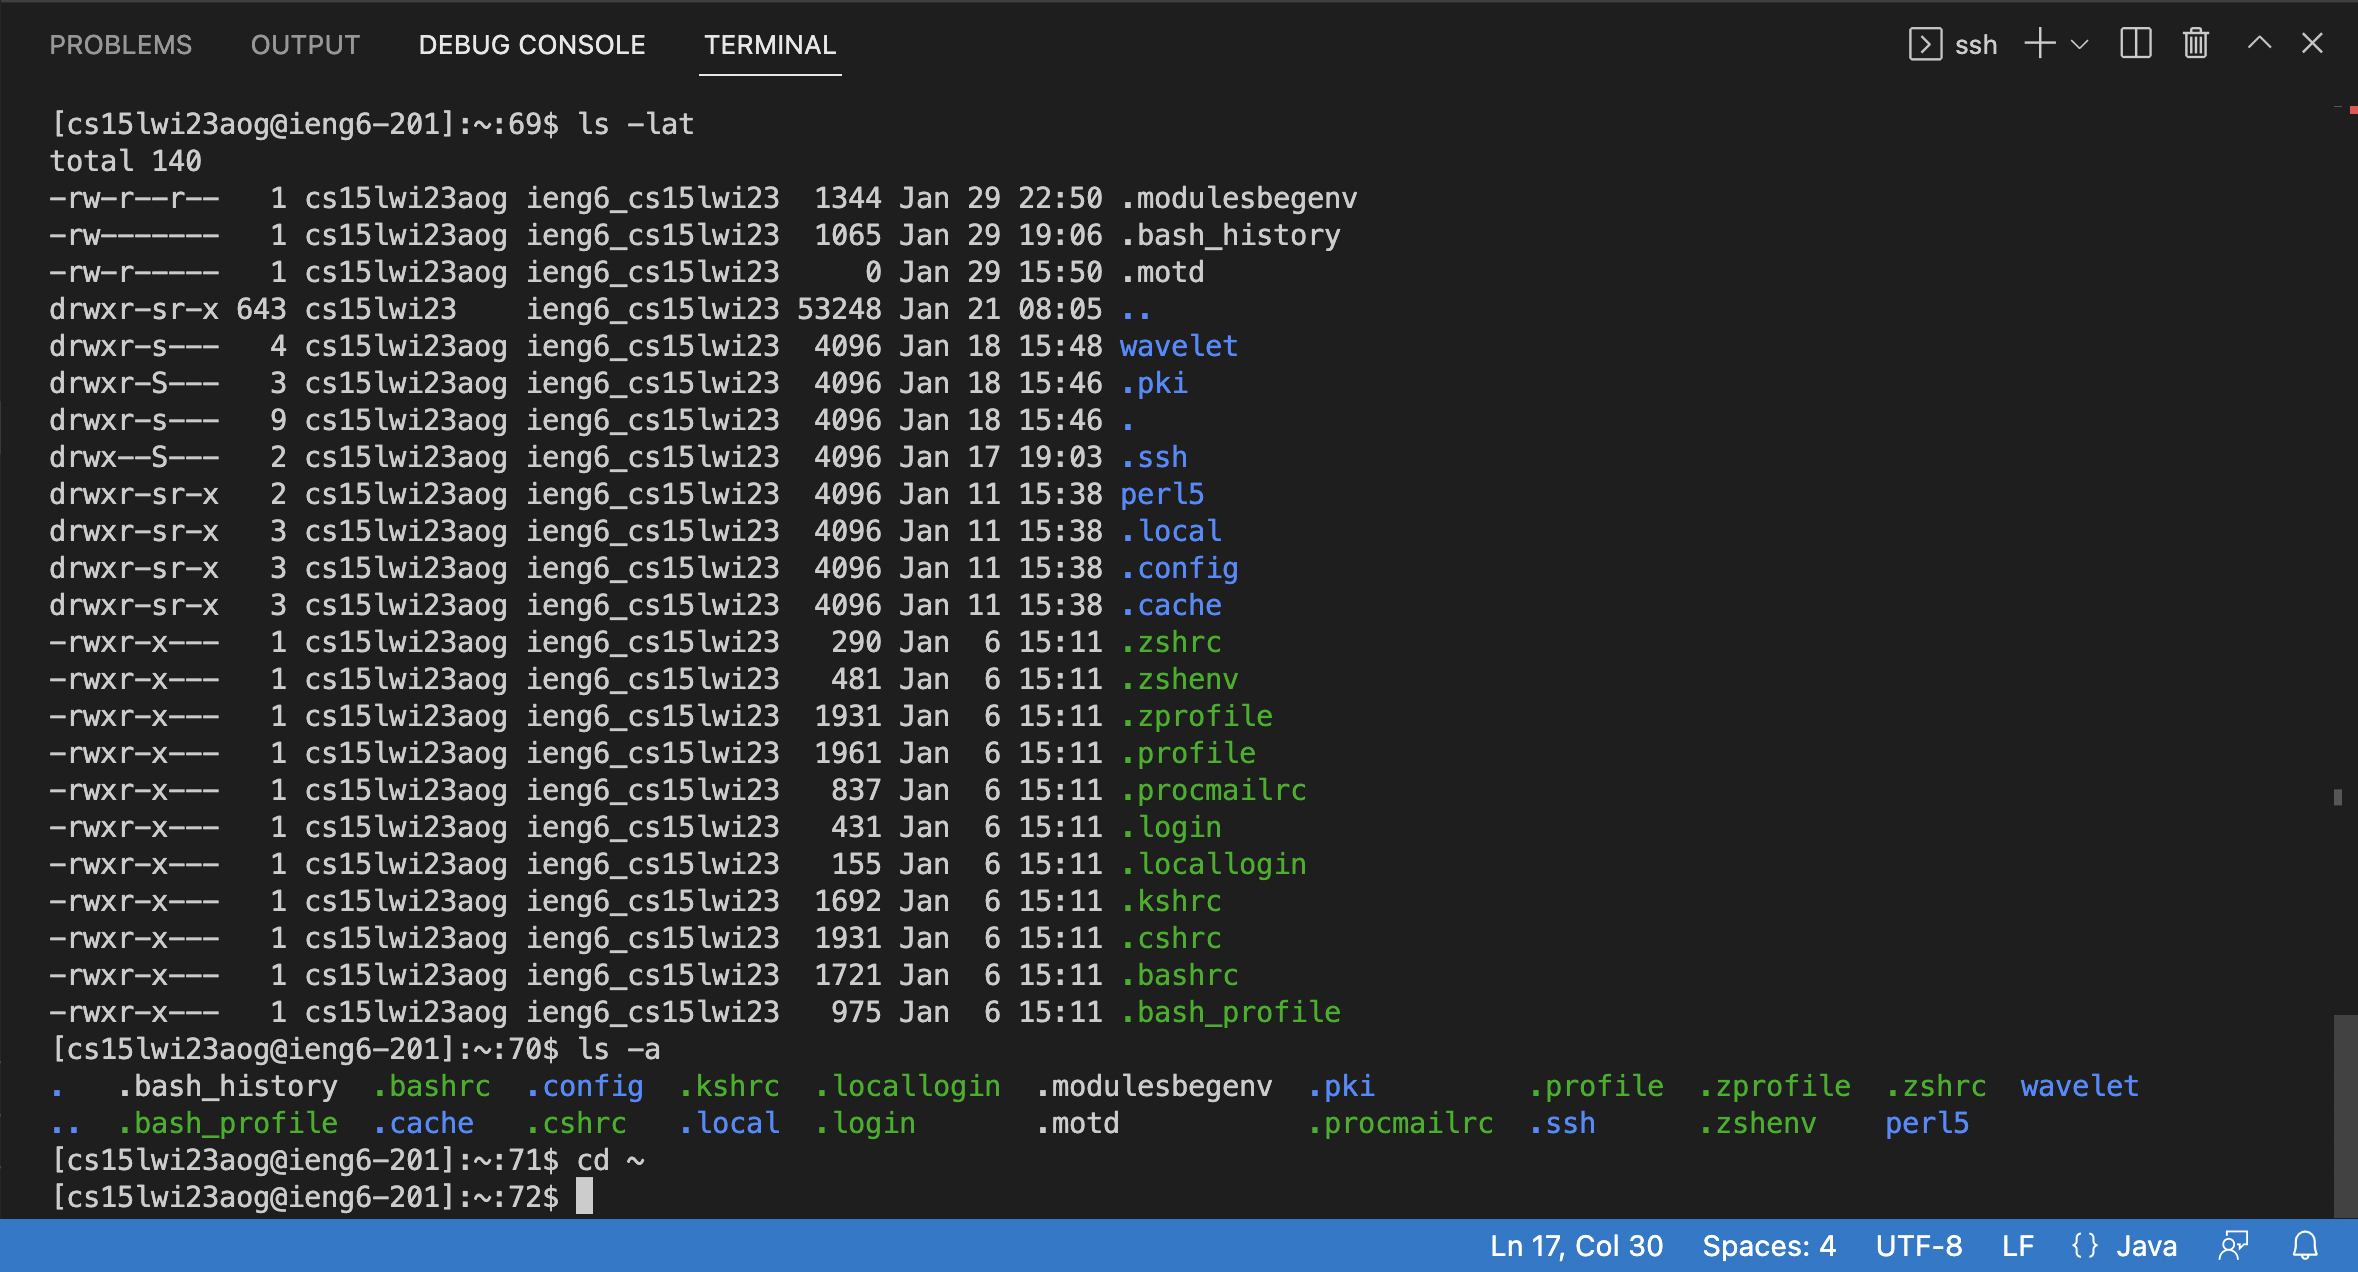 PROBLEMS OUTPUT DEBUG CONSOLE TERMINAL ssh
[cs15lwi23aog@ieng6-201]:~:69$ ls -lat
total 140
-rw-r--r--   1 cs15lwi23aog ieng6_cs15lwi23  1344 Jan 29 22:50 .modulesbegenv
-rw-------   1 cs15lwi23aog ieng6_cs15lwi23  1065 Jan 29 19:06 .bash_history
-rw-r-----   1 cs15lwi23aog ieng6_cs15lwi23     0 Jan 29 15:50 .motd
drwxr-sr-x 643 cs15lwi23    ieng6_cs15lwi23 53248 Jan 21 08:05 ..
drwxr-s---   4 cs15lwi23aog ieng6_cs15lwi23  4096 Jan 18 15:48 wavelet
drwxr-S---   3 cs15lwi23aog ieng6_cs15lwi23  4096 Jan 18 15:46 .pki
drwxr-s---   9 cs15lwi23aog ieng6_cs15lwi23  4096 Jan 18 15:46 .
drwx--S---   2 cs15lwi23aog ieng6_cs15lwi23  4096 Jan 17 19:03 .ssh
drwxr-sr-x   2 cs15lwi23aog ieng6_cs15lwi23  4096 Jan 11 15:38 perl5
drwxr-sr-x   3 cs15lwi23aog ieng6_cs15lwi23  4096 Jan 11 15:38 .local
drwxr-sr-x   3 cs15lwi23aog ieng6_cs15lwi23  4096 Jan 11 15:38 .config
drwxr-sr-x   3 cs15lwi23aog ieng6_cs15lwi23  4096 Jan 11 15:38 .cache
-rwxr-x---   1 cs15lwi23aog ieng6_cs15lwi23   290 Jan  6 15:11 .zshrc
-rwxr-x---   1 cs15lwi23aog ieng6_cs15lwi23   481 Jan  6 15:11 .zshenv
-rwxr-x---   1 cs15lwi23aog ieng6_cs15lwi23  1931 Jan  6 15:11 .zprofile
-rwxr-x---   1 cs15lwi23aog ieng6_cs15lwi23  1961 Jan  6 15:11 .profile
-rwxr-x---   1 cs15lwi23aog ieng6_cs15lwi23   837 Jan  6 15:11 .procmailrc
-rwxr-x---   1 cs15lwi23aog ieng6_cs15lwi23   431 Jan  6 15:11 .login
-rwxr-x---   1 cs15lwi23aog ieng6_cs15lwi23   155 Jan  6 15:11 .locallogin
-rwxr-x---   1 cs15lwi23aog ieng6_cs15lwi23  1692 Jan  6 15:11 .kshrc
-rwxr-x---   1 cs15lwi23aog ieng6_cs15lwi23  1931 Jan  6 15:11 .cshrc
-rwxr-x---   1 cs15lwi23aog ieng6_cs15lwi23  1721 Jan  6 15:11 .bashrc
-rwxr-x---   1 cs15lwi23aog ieng6_cs15lwi23   975 Jan  6 15:11 .bash_profile
[cs15lwi23aog@ieng6-201]:~:70$ ls -a
.   .bash_history  .bashrc  .config  .kshrc  .locallogin  .modulesbegenv  .pki         .profile  .zprofile  .zshrc  wavelet
..  .bash_profile  .cache   .cshrc   .local  .login       .motd           .procmailrc  .ssh      .zshenv    perl5
[cs15lwi23aog@ieng6-201]:~:71$ cd ~
[cs15lwi23aog@ieng6-201]:~:72$
Ln 17, Col 30 Spaces: 4 UTF-8 LF {} Java